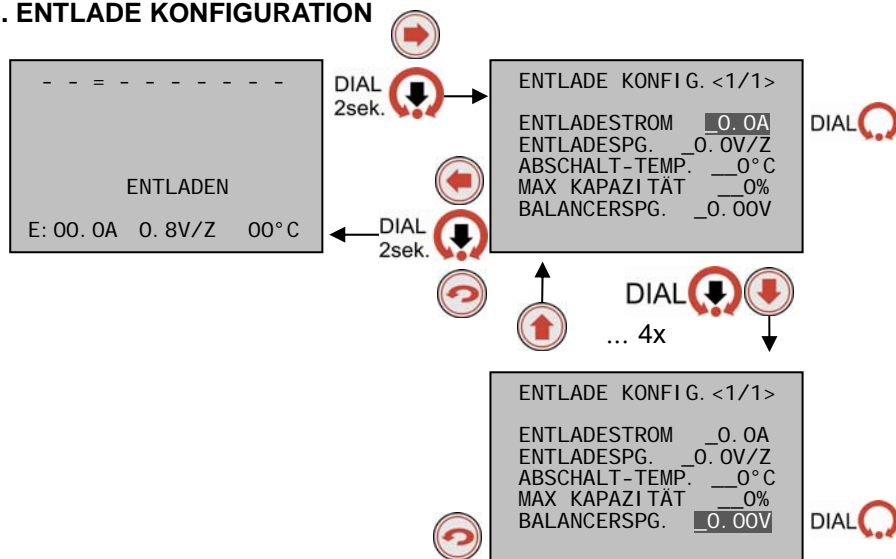 . ENTLADE KONFIGURATION
- - = - - - - - - -
ENTLADEN
E:00.0A 0.8V/Z 00°C
DIAL
2sek.
ENTLADE KONFIG.<1/1>
ENTLADESTROM _0.0A
ENTLADESPG. _0.0V/Z
ABSCHALT-TEMP. __0°C
MAX KAPAZITÄT __0%
BALANCERSPG. _0.00V
DIAL
DIAL
2sek.
DIAL
... 4x
ENTLADE KONFIG.<1/1>
ENTLADESTROM _0.0A
ENTLADESPG. _0.0V/Z
ABSCHALT-TEMP. __0°C
MAX KAPAZITÄT __0%
BALANCERSPG. _0.00V
DIAL